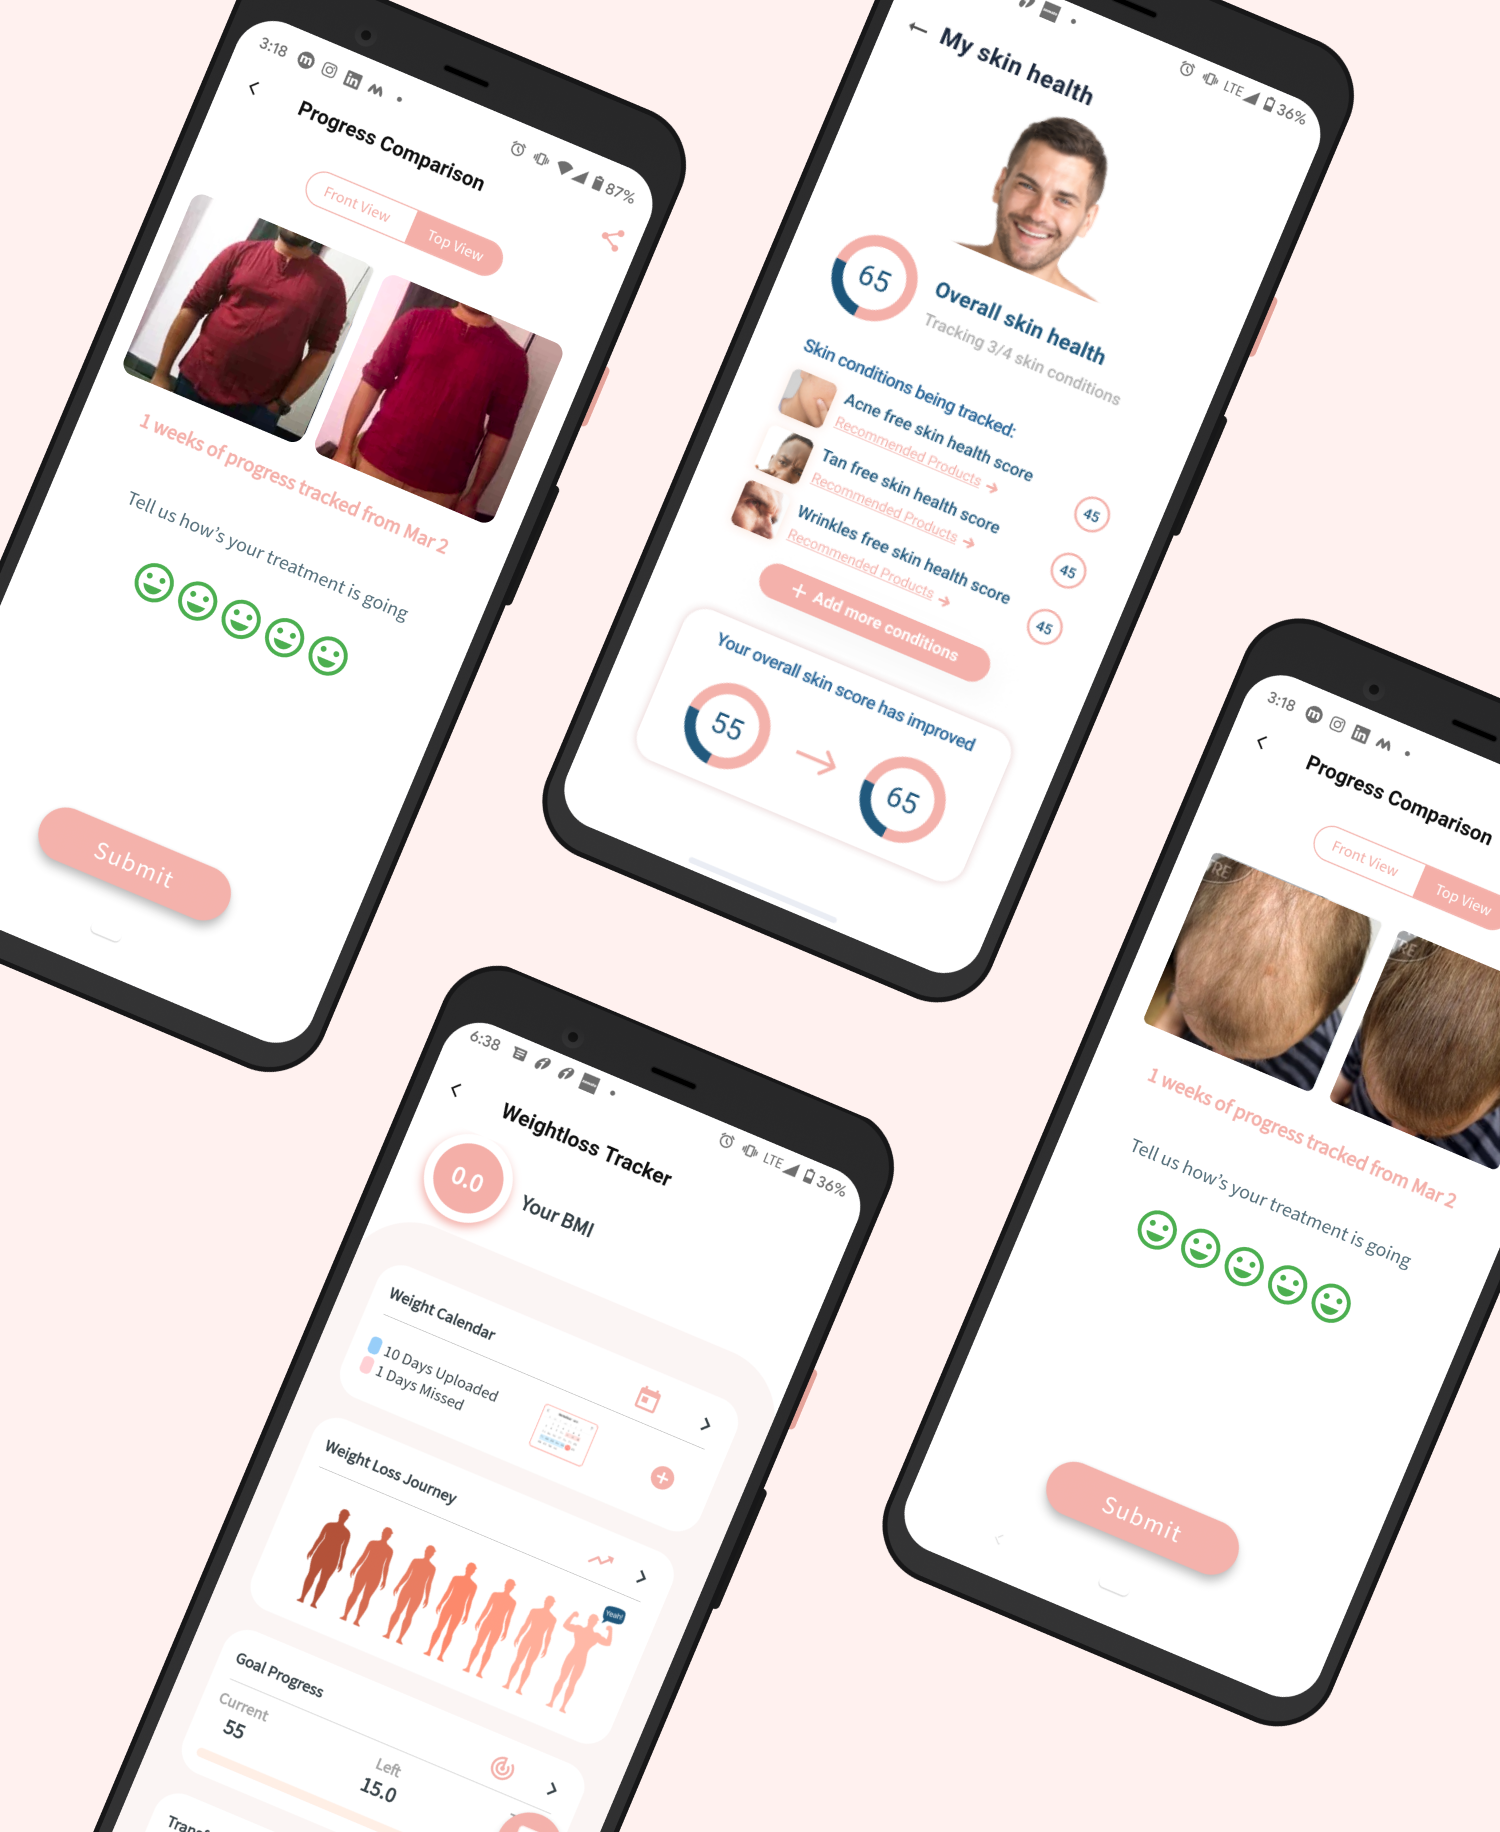 3:18
87%
Progress Comparison
Front View
Top View
1 weeks of progress tracked from Mar 2
Tell us how's your treatment is going
Submit
LTE
36%
My skin health
65
Overall skin health
Tracking 3/4 skin conditions
Skin conditions being tracked:
Acne free skin health score
Recommended Products
45
Tan free skin health score
Recommended Products
45
Wrinkles free skin health score
Recommended Products
45
+ Add more conditions
Your overall skin score has improved
55
65
6:38
LTE
36%
Weightloss Tracker
0.0
Your BMI
Weight Calendar
10 Days Uploaded
1 Days Missed
Weight Loss Journey
Yeah!
Goal Progress
Current
55
Left
15.0
3:18
Progress Comparison
Front View
Top View
TRE
TRE
1 weeks of progress tracked from Mar 2
Tell us how's your treatment is going
Submit